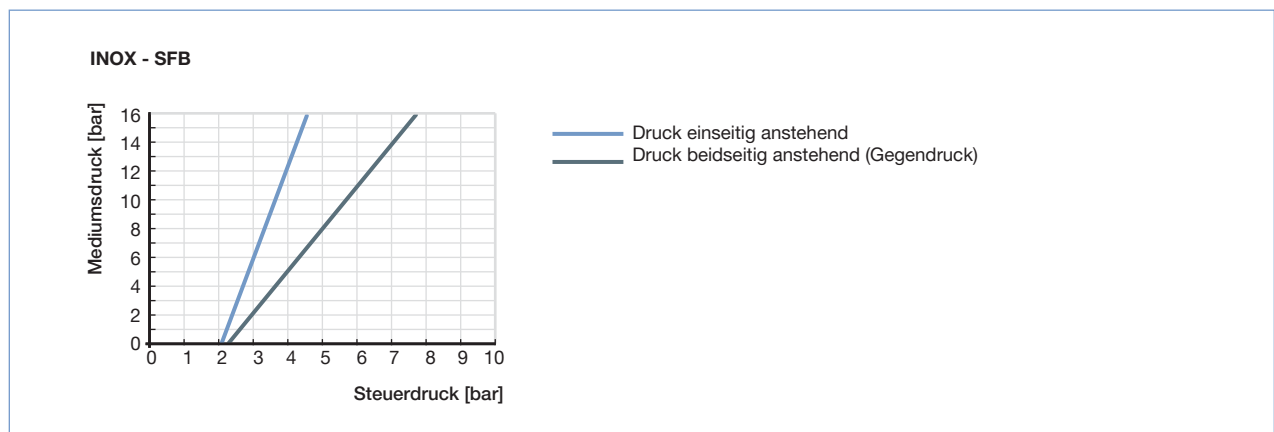 INOX - SFB
Mediumsdruck [bar]
16
14
12
10
8
6
4
2
0
0 1 2 3 4 5 6 7 8 9 10
Steuerdruck [bar]
Druck einseitig anstehend
Druck beidseitig anstehend (Gegendruck)